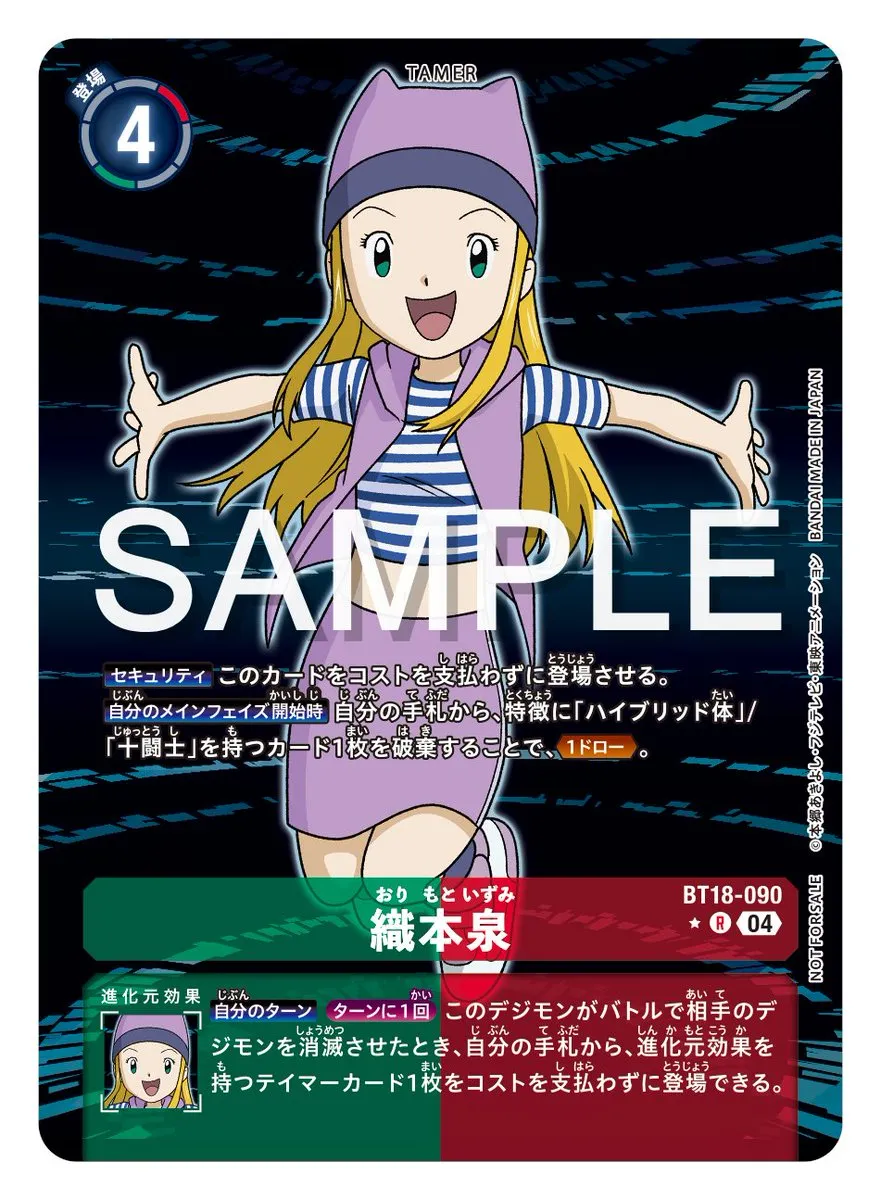 TAMER
登場
4
SAMPLE
セキュリティ このカードをコストを支払わずに登場させる。
自分のメインフェイズ開始時 自分の手札から、特徴に「ハイブリッド体」/
「十闘士」を持つカード1枚を破棄することで、1ドロー。
おり もと いずみ
織本泉
BT18-090
R 04
進化元効果
自分のターン ターンに1回 このデジモンがバトルで相手のデ
ジモンを消滅させたとき、自分の手札から、進化元効果を
持つテイマーカード1枚をコストを支払わずに登場できる。
NOT FOR SALE ©本郷あきよし・フジテレビ・東映アニメーション BANDAI MADE IN JAPAN